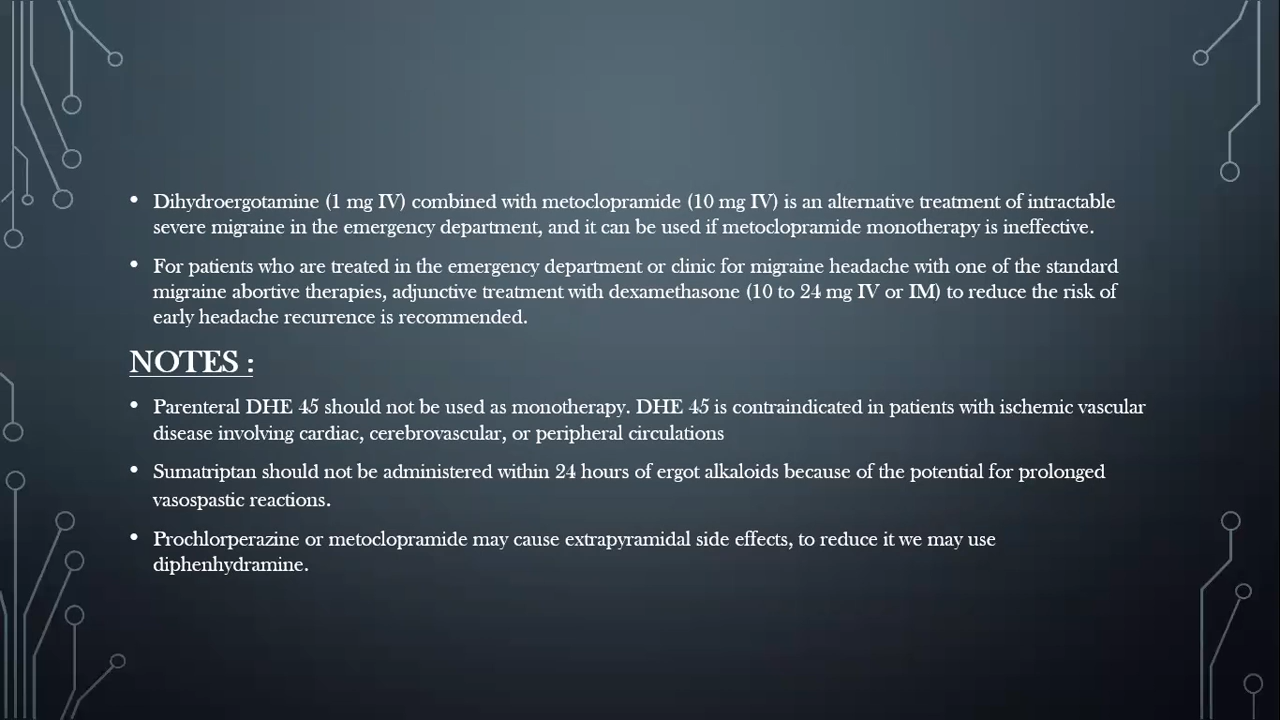 • Dihydroergotamine (1 mg IV) combined with metoclopramide (10 mg IV) is an alternative treatment of intractable
severe migraine in the emergency department, and it can be used if metoclopramide monotherapy is ineffective.
• For patients who are treated in the emergency department or clinic for migraine headache with one of the standard
migraine abortive therapies, adjunctive treatment with dexamethasone (10 to 24 mg IV or IM) to reduce the risk of
early headache recurrence is recommended.
NOTES :
• Parenteral DHE 45 should not be used as monotherapy. DHE 45 is contraindicated in patients with ischemic vascular
disease involving cardiac, cerebrovascular, or peripheral circulations
• Sumatriptan should not be administered within 24 hours of ergot alkaloids because of the potential for prolonged
vasospastic reactions.
• Prochlorperazine or metoclopramide may cause extrapyramidal side effects, to reduce it we may use
diphenhydramine.